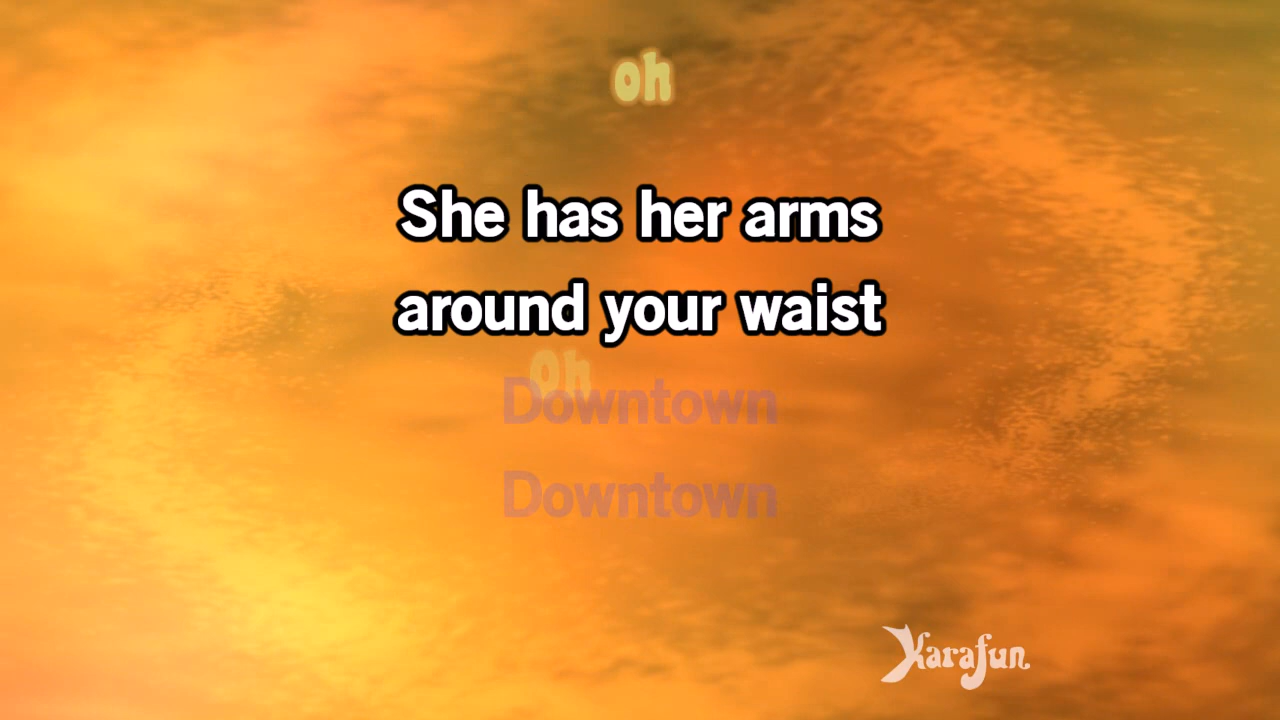 oh
She has her arms
around your waist
Oh
Downtown
Downtown
Karafun